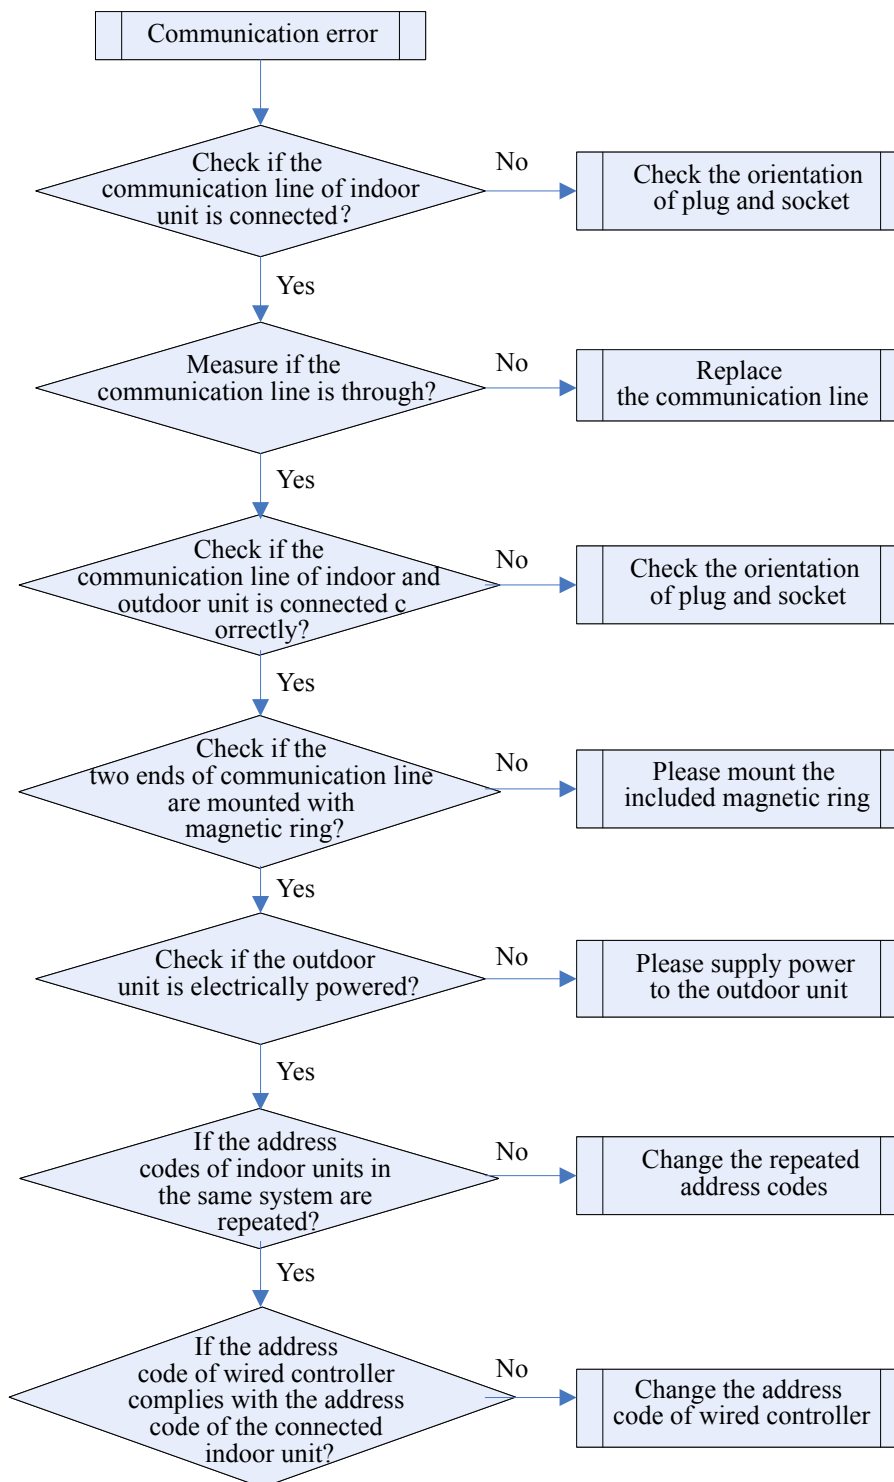 Communication error
Check if the
communication line of indoor
unit is connected？
No
Check the orientation
of plug and socket
Yes
Measure if the
communication line is through?
No
Replace
the communication line
Yes
Check if the
communication line of indoor and
outdoor unit is connected c
orrectly?
No
Check the orientation
of plug and socket
Yes
Check if the
two ends of communication line
are mounted with
magnetic ring?
No
Please mount the
included magnetic ring
Yes
Check if the outdoor
unit is electrically powered?
No
Please supply power
to the outdoor unit
Yes
If the address
codes of indoor units in
the same system are
repeated?
No
Change the repeated
address codes
Yes
If the address
code of wired controller
complies with the address
code of the connected
indoor unit?
No
Change the address
code of wired controller